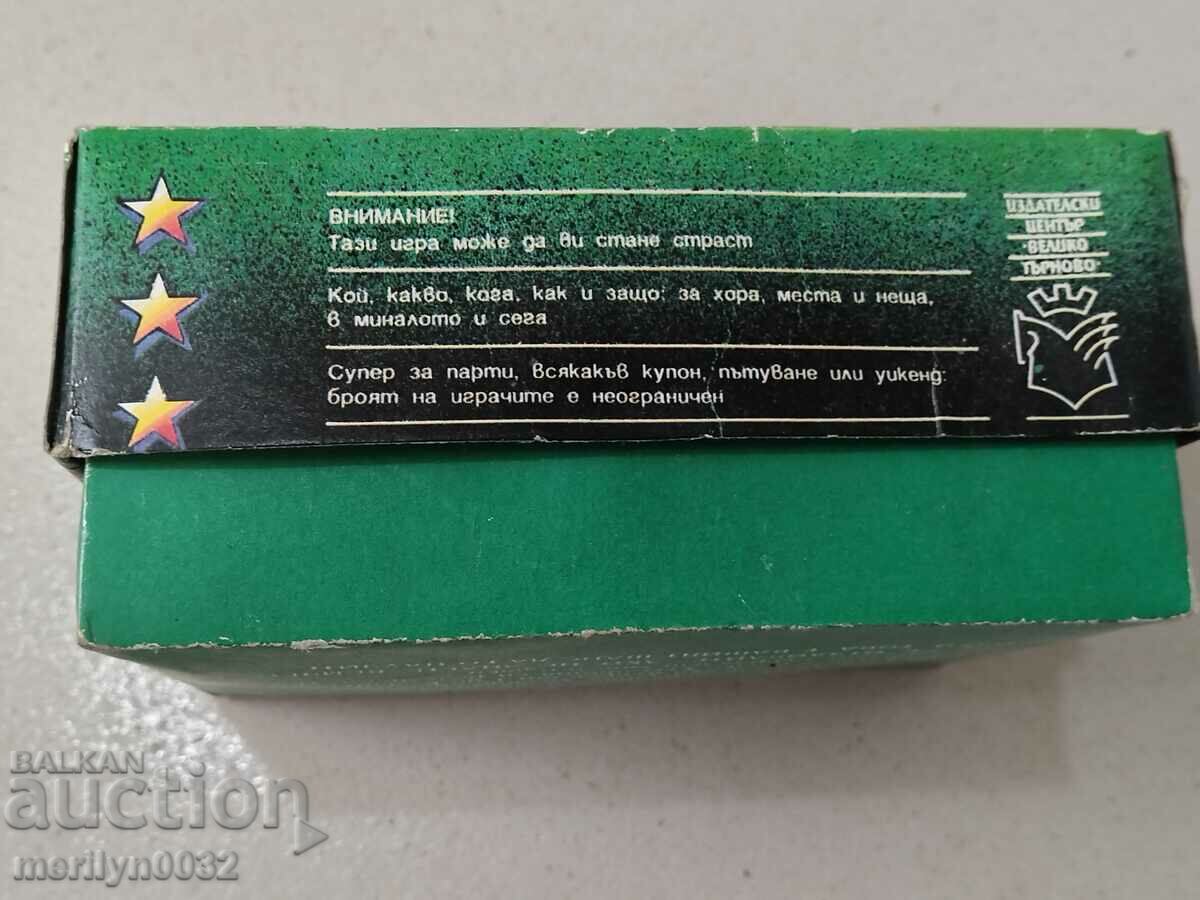 ВНИМАНИЕ!
Тази игра може да ви стане страст
Кой, какво, кога, как и защо: за хора, места и неща,
в миналото и сега
Супер за парти, всякакъв купон, пътуване или уикенд:
броят на играчите е неограничен
ИЗДАТЕЛСКИ
ЦЕНТЪР
ВЕЛИКО
ТЪРНОВО
BALKAN
auction
merilyn0032